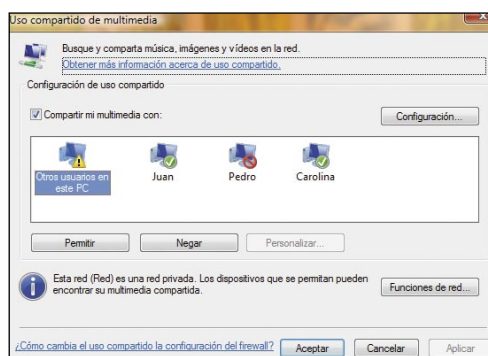 Uso compartido de multimedia
Busque y comparta música, imágenes y vídeos en la red.
Obtener más información acerca de uso compartido.
Configuración de uso compartido
Compartir mi multimedia con:
Configuración...
Otros usuarios en
este PC
Juan
Pedro
Carolina
Permitir
Negar
Personalizar...
Esta red (Red) es una red privada. Los dispositivos que se permitan pueden
encontrar su multimedia compartida.
Funciones de red...
¿Cómo cambia el uso compartido la configuración del firewall?
Aceptar
Cancelar
Aplicar